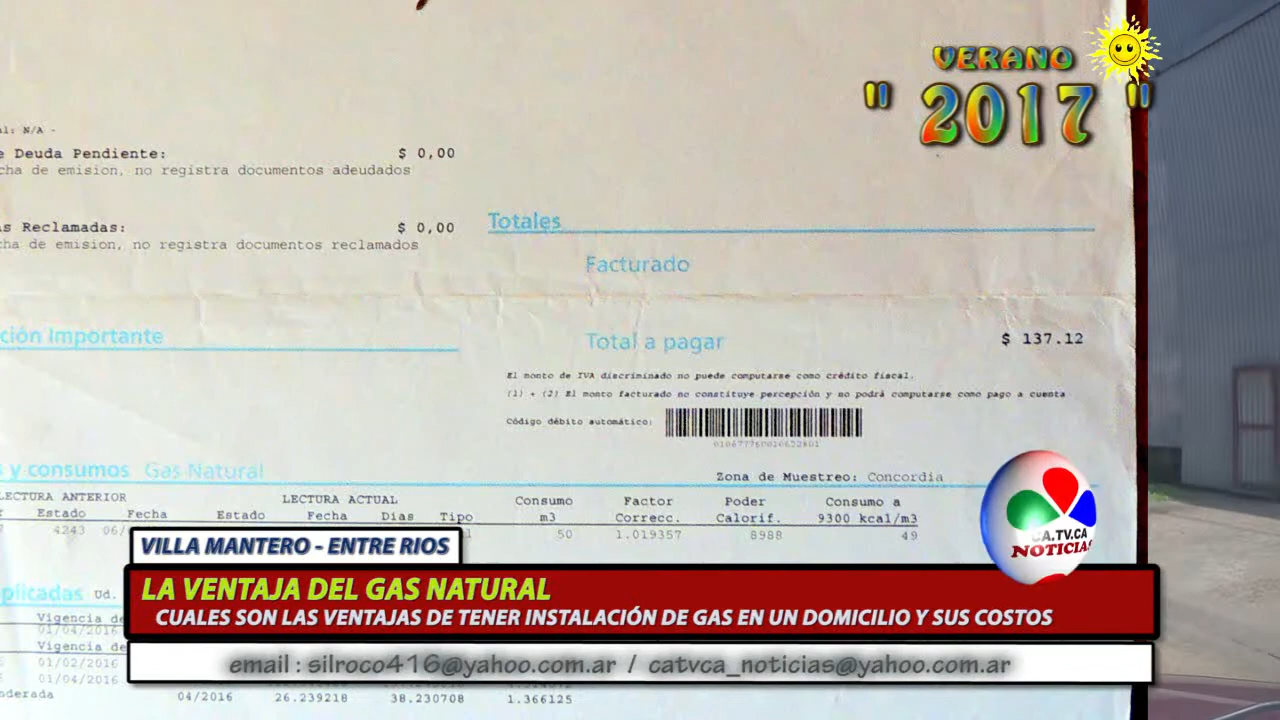 VERANO
" 2017 "
al: N/A -
e Deuda Pendiente: $ 0,00
cha de emision, no registra documentos adeudados
s Reclamadas: $ 0,00
cha de emision, no registra documentos reclamados
Totales
Facturado
ción Importante
Total a pagar $ 137.12
El monto de IVA discriminado no puede computarse como crédito fiscal.
(1) + (2) El monto facturado no constituye percepción y no podrá computarse como pago a cuenta
Código débito automático:
s y consumos Gas Natural
Zona de Muestreo: Concordia
LECTURA ANTERIOR LECTURA ACTUAL Consumo Factor Poder Consumo a
Estado Fecha Estado Fecha Dias Tipo m3 Correcc. Calorif. 9300 kcal/m3
4243 06/ 50 1.019357 8988 49
VILLA MANTERO - ENTRE RIOS
CA.TV.CA
NOTICIAS
LA VENTAJA DEL GAS NATURAL
CUALES SON LAS VENTAJAS DE TENER INSTALACIÓN DE GAS EN UN DOMICILIO Y SUS COSTOS
plicadas Ud.
Vigencia de
01/04/2016
Vigencia de
01/02/2016
01/04/2016
email : silroco416@yahoo.com.ar / catvca_noticias@yahoo.com.ar
nderada 04/2016 26.239218 38.230708 1.366125